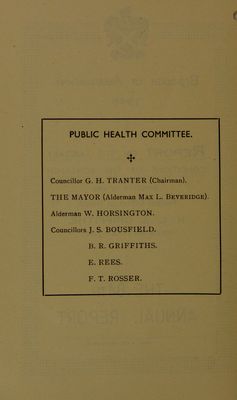 PUBLIC HEALTH COMMITTEE.
Councillor G. H. TRANTER (Chairman).
THE MAYOR (Alderman MAX L. BEVERIDGE).
Alderman W. HORSINGTON.
Councillors J. S. BOUSFIELD.
B. R. GRIFFITHS.
E. REES.
F. T. ROSSER.